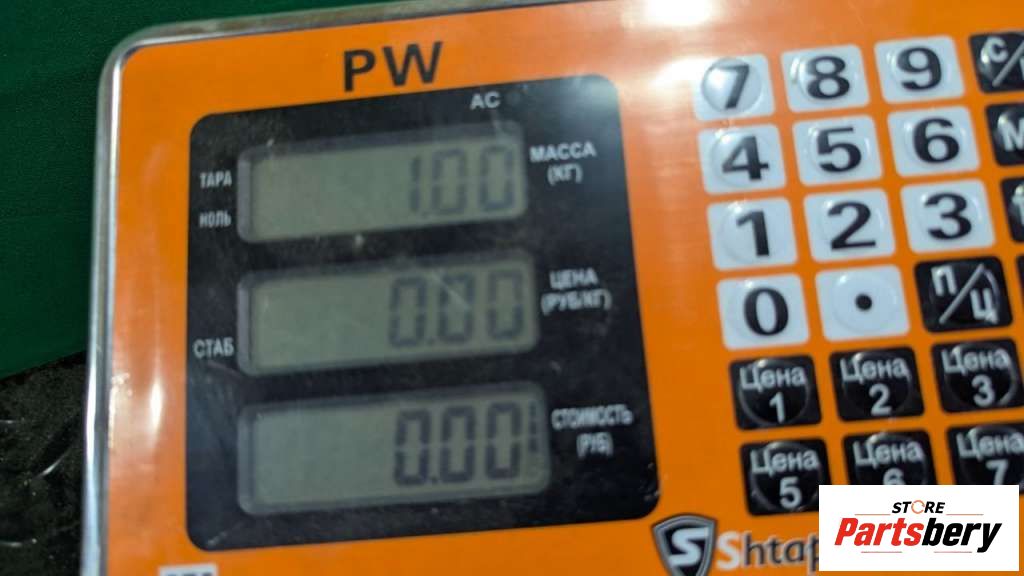 PW
AC
ТАРА
НОЛЬ
1.00
МАССА
(КГ)
СТАБ
0.00
ЦЕНА
(РУБ/КГ)
0.00
СТОИМОСТЬ
(РУБ)
7 8 9 С/
4 5 6 М
1 2 3
0 . П/Ц
Цена 1
Цена 2
Цена 3
Цена 5
Цена 6
Цена 7
S Shtap
STORE
Partsbery